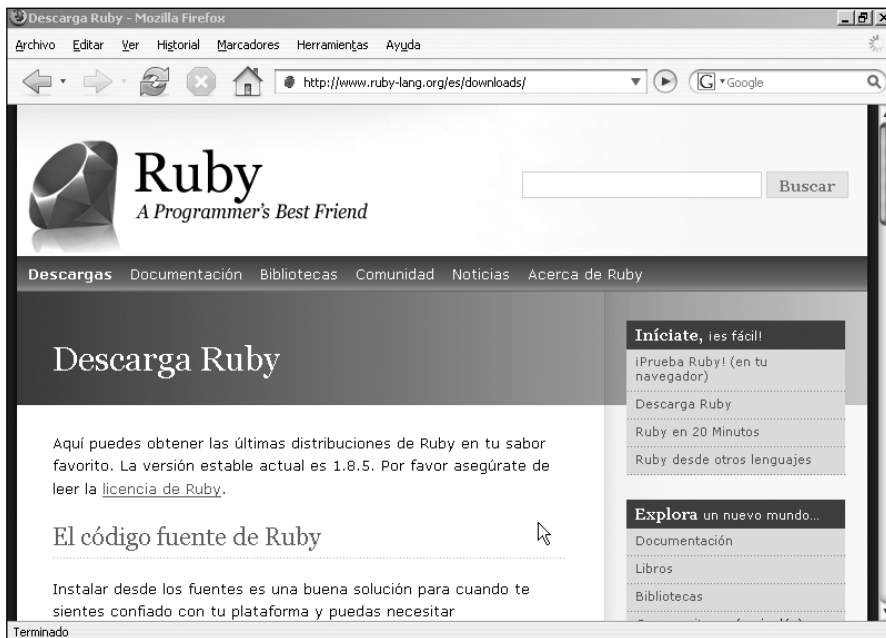 Descarga Ruby - Mozilla Firefox
Archivo Editar Ver Historial Marcadores Herramientas Ayuda
http://www.ruby-lang.org/es/downloads/
G Google
Ruby
A Programmer's Best Friend
Buscar
Descargas Documentación Bibliotecas Comunidad Noticias Acerca de Ruby
Descarga Ruby
Aquí puedes obtener las últimas distribuciones de Ruby en tu sabor
favorito. La versión estable actual es 1.8.5. Por favor asegúrate de
leer la licencia de Ruby.
El código fuente de Ruby
Instalar desde los fuentes es una buena solución para cuando te
sientes confiado con tu plataforma y puedas necesitar
Iníciate, ¡es fácil!
¡Prueba Ruby! (en tu
navegador)
Descarga Ruby
Ruby en 20 Minutos
Ruby desde otros lenguajes
Explora un nuevo mundo...
Documentación
Libros
Bibliotecas
Terminado